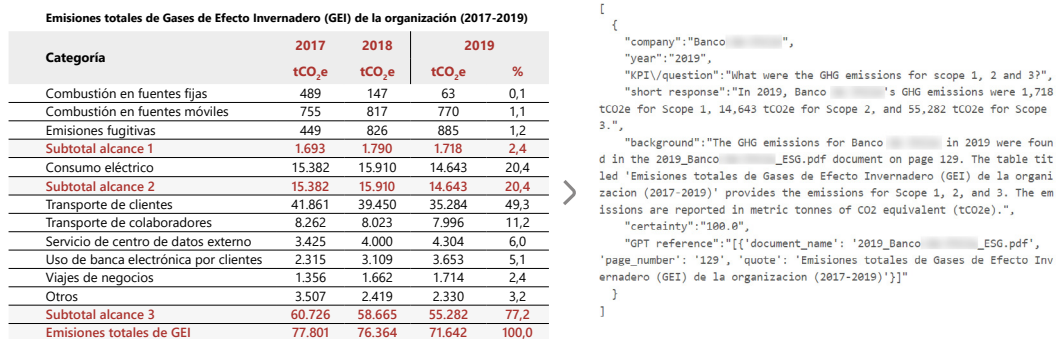 Emisiones totales de Gases de Efecto Invernadero (GEI) de la organización (2017-2019)
Categoría 2017 2018 2019
tCO2e tCO2e tCO2e %
Combustión en fuentes fijas 489 147 63 0,1
Combustión en fuentes móviles 755 817 770 1,1
Emisiones fugitivas 449 826 885 1,2
Subtotal alcance 1 1.693 1.790 1.718 2,4
Consumo eléctrico 15.382 15.910 14.643 20,4
Subtotal alcance 2 15.382 15.910 14.643 20,4
Transporte de clientes 41.861 39.450 35.284 49,3
Transporte de colaboradores 8.262 8.023 7.996 11,2
Servicio de centro de datos externo 3.425 4.000 4.304 6,0
Uso de banca electrónica por clientes 2.315 3.109 3.653 5,1
Viajes de negocios 1.356 1.662 1.714 2,4
Otros 3.507 2.419 2.330 3,2
Subtotal alcance 3 60.726 58.665 55.282 77,2
Emisiones totales de GEI 77.801 76.364 71.642 100,0
[
{
"company":"Banco ",
"year":"2019",
"KPI\/question":"What were the GHG emissions for scope 1, 2 and 3?",
"short response":"In 2019, Banco 's GHG emissions were 1,718
tCO2e for Scope 1, 14,643 tCO2e for Scope 2, and 55,282 tCO2e for Scope
3.",
"background":"The GHG emissions for Banco in 2019 were foun
d in the 2019_Banco _ESG.pdf document on page 129. The table tit
led 'Emisiones totales de Gases de Efecto Invernadero (GEI) de la organi
zacion (2017-2019)' provides the emissions for Scope 1, 2, and 3. The em
issions are reported in metric tonnes of CO2 equivalent (tCO2e).",
"certainty":"100.0",
"GPT reference":"[{'document_name': '2019_Banco _ESG.pdf',
'page_number': '129', 'quote': 'Emisiones totales de Gases de Efecto Inv
ernadero (GEI) de la organizacion (2017-2019)'}]"
}
]